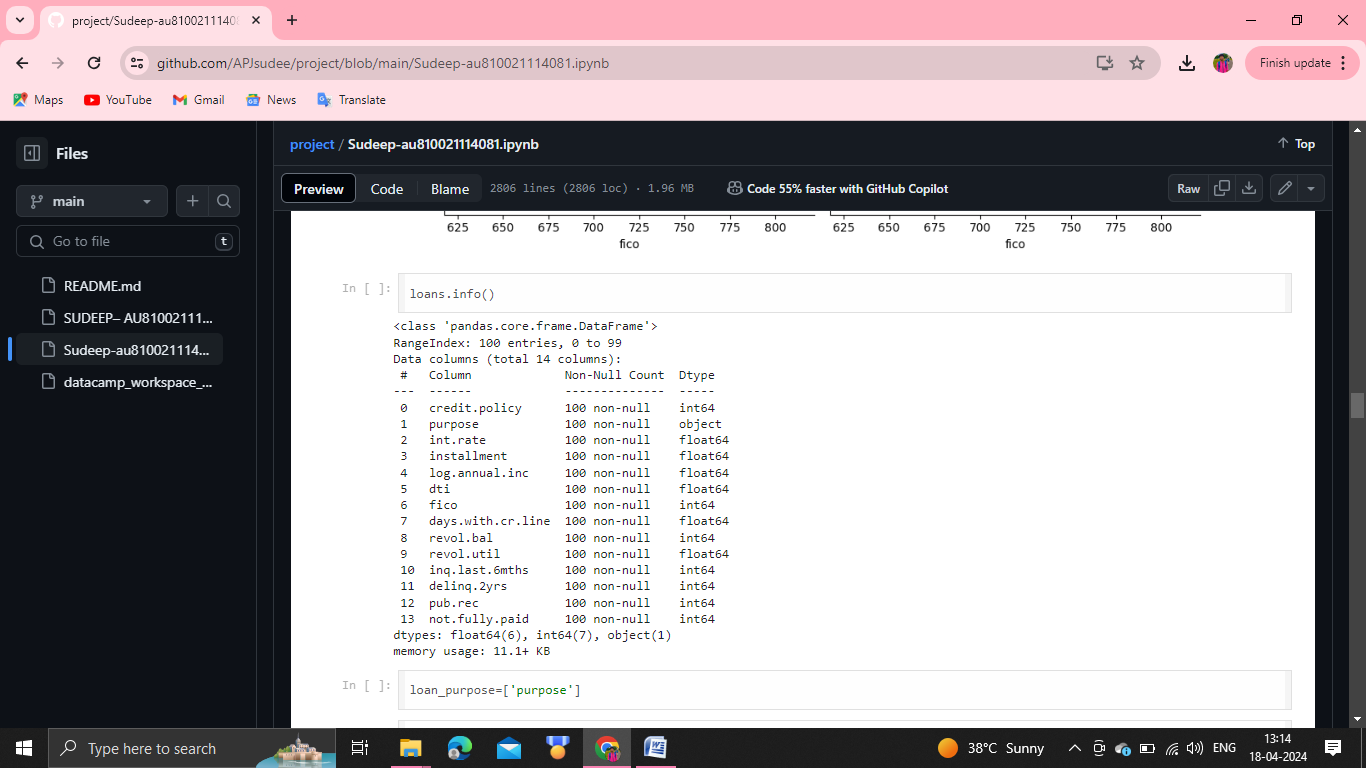 project/Sudeep-au81002111408
github.com/APJsudee/project/blob/main/Sudeep-au810021114081.ipynb
Finish update
Maps YouTube Gmail News Translate
Files
project / Sudeep-au810021114081.ipynb
Top
main
Preview Code Blame 2806 lines (2806 loc) · 1.96 MB Code 55% faster with GitHub Copilot Raw
Go to file t
README.md
SUDEEP– AU81002111...
Sudeep-au810021114...
datacamp_workspace_...
625 650 675 700 725 750 775 800 625 650 675 700 725 750 775 800
fico fico
In [ ]: loans.info()
<class 'pandas.core.frame.DataFrame'>
RangeIndex: 100 entries, 0 to 99
Data columns (total 14 columns):
# Column Non-Null Count Dtype
--- ------ -------------- -----
0 credit.policy 100 non-null int64
1 purpose 100 non-null object
2 int.rate 100 non-null float64
3 installment 100 non-null float64
4 log.annual.inc 100 non-null float64
5 dti 100 non-null float64
6 fico 100 non-null int64
7 days.with.cr.line 100 non-null float64
8 revol.bal 100 non-null int64
9 revol.util 100 non-null float64
10 inq.last.6mths 100 non-null int64
11 delinq.2yrs 100 non-null int64
12 pub.rec 100 non-null int64
13 not.fully.paid 100 non-null int64
dtypes: float64(6), int64(7), object(1)
memory usage: 11.1+ KB
In [ ]: loan_purpose=['purpose']
Type here to search
38°C Sunny
ENG
13:14
18-04-2024